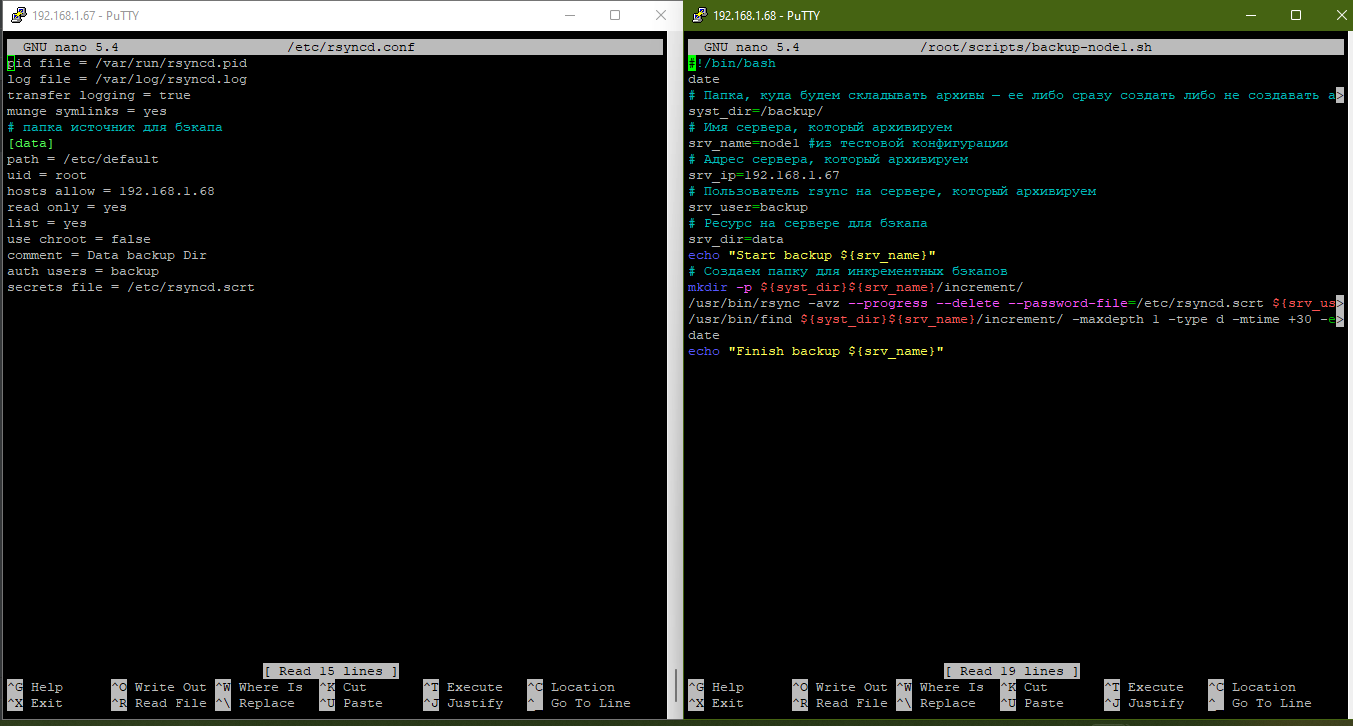 192.168.1.67 - PuTTY
GNU nano 5.4 /etc/rsyncd.conf
pid file = /var/run/rsyncd.pid
log file = /var/log/rsyncd.log
transfer logging = true
munge symlinks = yes
# папка источник для бэкапа
[data]
path = /etc/default
uid = root
hosts allow = 192.168.1.68
read only = yes
list = yes
use chroot = false
comment = Data backup Dir
auth users = backup
secrets file = /etc/rsyncd.scrt
[ Read 15 lines ]
^G Help ^O Write Out ^W Where Is ^K Cut ^T Execute ^C Location
^X Exit ^R Read File ^\ Replace ^U Paste ^J Justify ^_ Go To Line
192.168.1.68 - PuTTY
GNU nano 5.4 /root/scripts/backup-node1.sh
#!/bin/bash
date
# Папка, куда будем складывать архивы — ее либо сразу создать либо не создавать а>
syst_dir=/backup/
# Имя сервера, который архивируем
srv_name=node1 #из тестовой конфигурации
# Адрес сервера, который архивируем
srv_ip=192.168.1.67
# Пользователь rsync на сервере, который архивируем
srv_user=backup
# Ресурс на сервере для бэкапа
srv_dir=data
echo "Start backup ${srv_name}"
# Создаем папку для инкрементных бэкапов
mkdir -p ${syst_dir}${srv_name}/increment/
/usr/bin/rsync -avz --progress --delete --password-file=/etc/rsyncd.scrt ${srv_us>
/usr/bin/find ${syst_dir}${srv_name}/increment/ -maxdepth 1 -type d -mtime +30 -e>
date
echo "Finish backup ${srv_name}"
[ Read 19 lines ]
^G Help ^O Write Out ^W Where Is ^K Cut ^T Execute ^C Location
^X Exit ^R Read File ^\ Replace ^U Paste ^J Justify ^_ Go To Line